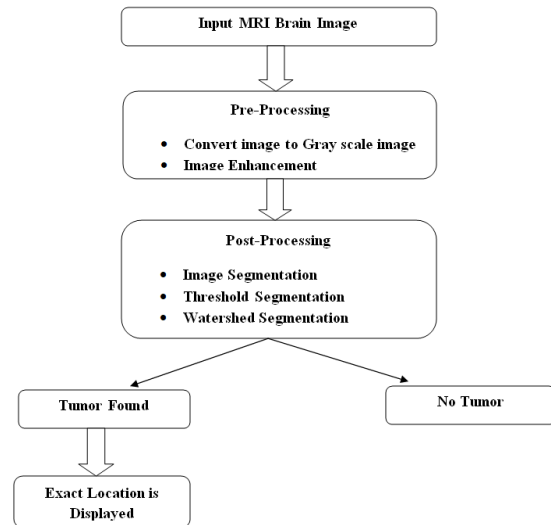 Input MRI Brain Image
Pre-Processing
• Convert image to Gray scale image
• Image Enhancement
Post-Processing
• Image Segmentation
• Threshold Segmentation
• Watershed Segmentation
Tumor Found
No Tumor
Exact Location is
Displayed